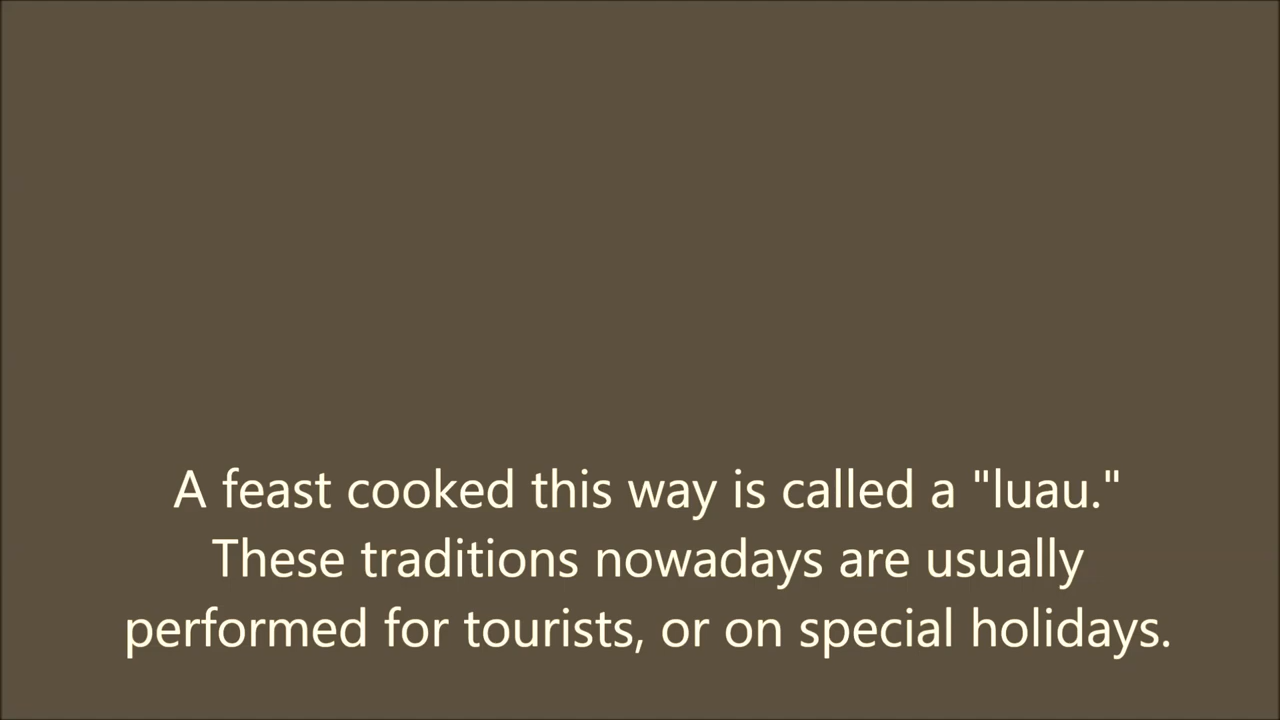 A feast cooked this way is called a "luau."
These traditions nowadays are usually
performed for tourists, or on special holidays.